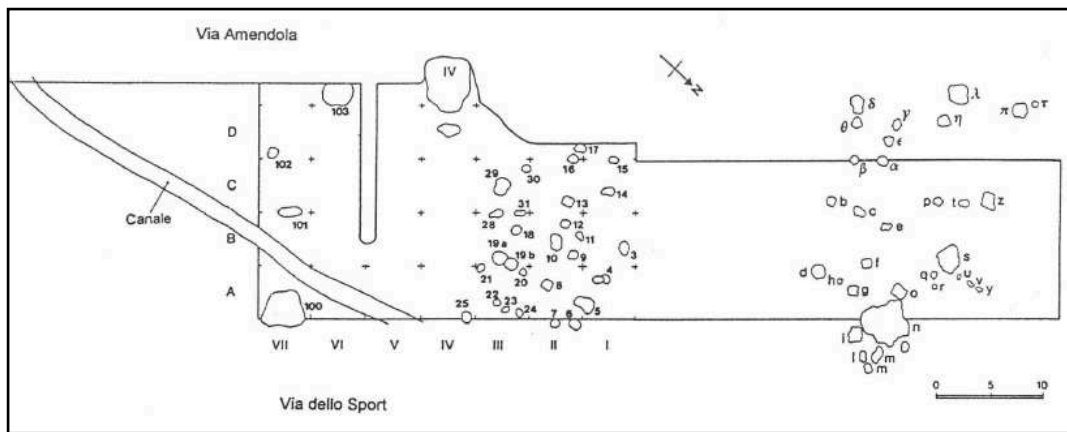 Via Amendola
IV
N
λ
δ
π
τ
γ
η
θ
103
D
ε
17
102
16
15
β
α
30
C
29
14
13
b
p
t
z
31
c
Canale
28
101
12
18
e
11
B
19 a
10
3
19 b
9
s
f
21
20
4
d
h
q
u
v
8
r
y
g
o
A
100
22
23
5
25
24
n
7
6
i
VII
VI
V
IV
III
II
I
l
m
m
0
5
10
Via dello Sport